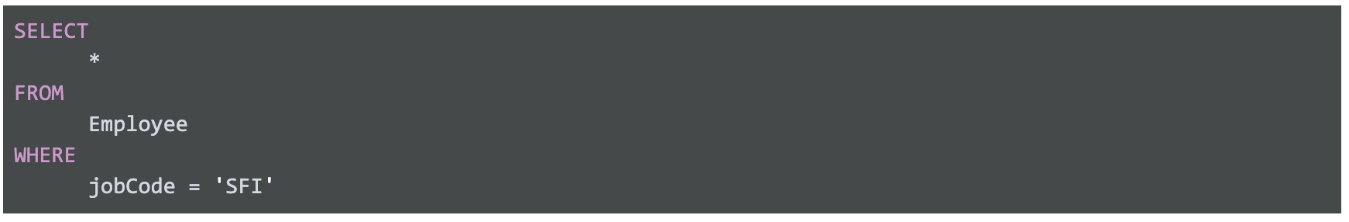 SELECT
*
FROM
Employee
WHERE
jobCode = 'SFI'